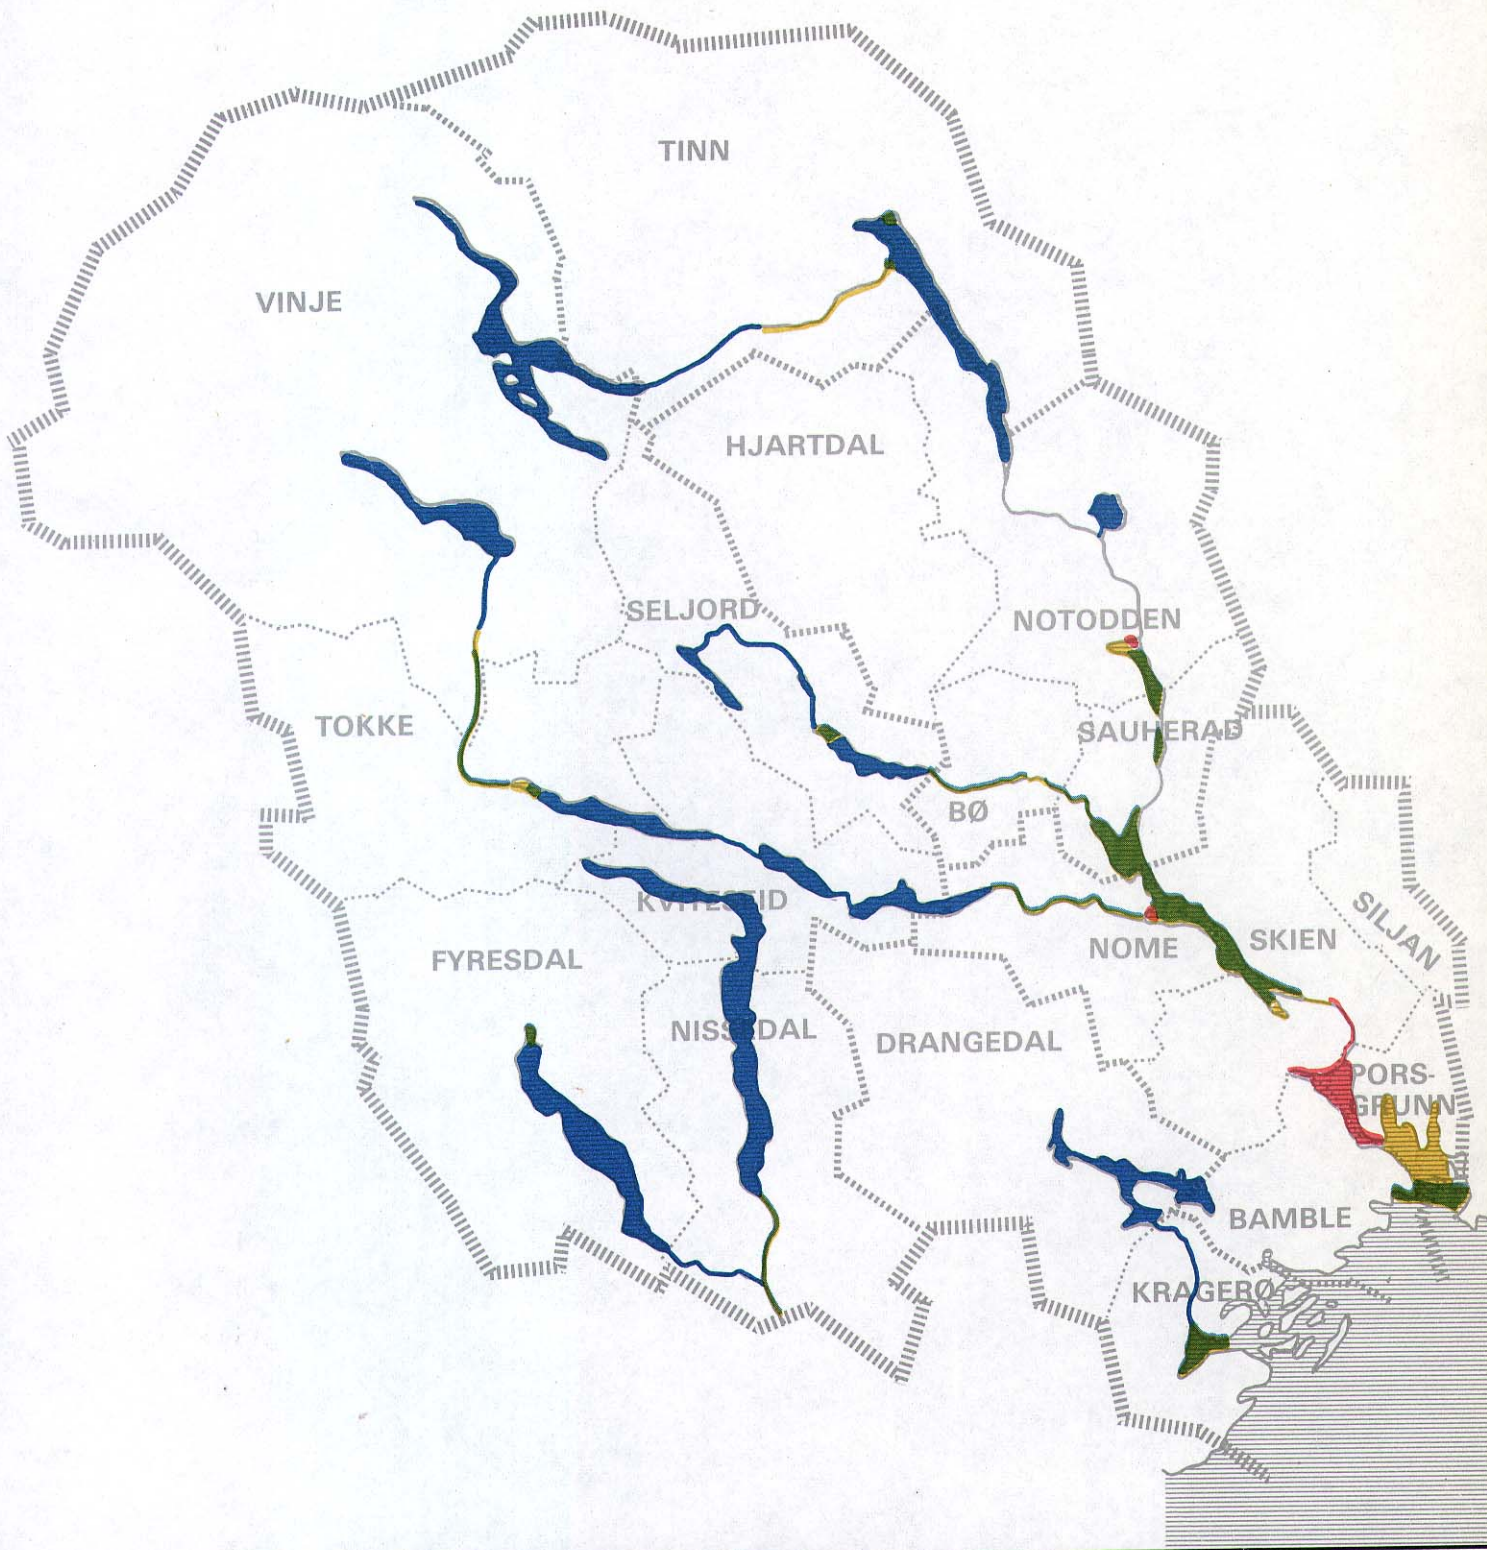 TINN
VINJE
HJARTDAL
SELJORD
NOTODDEN
TOKKE
SAUHERAD
BØ
KVITESEID
NOME
SKIEN
SILJAN
FYRESDAL
NISSEDAL
DRANGEDAL
PORS-
GRUNN
BAMBLE
KRAGERØ